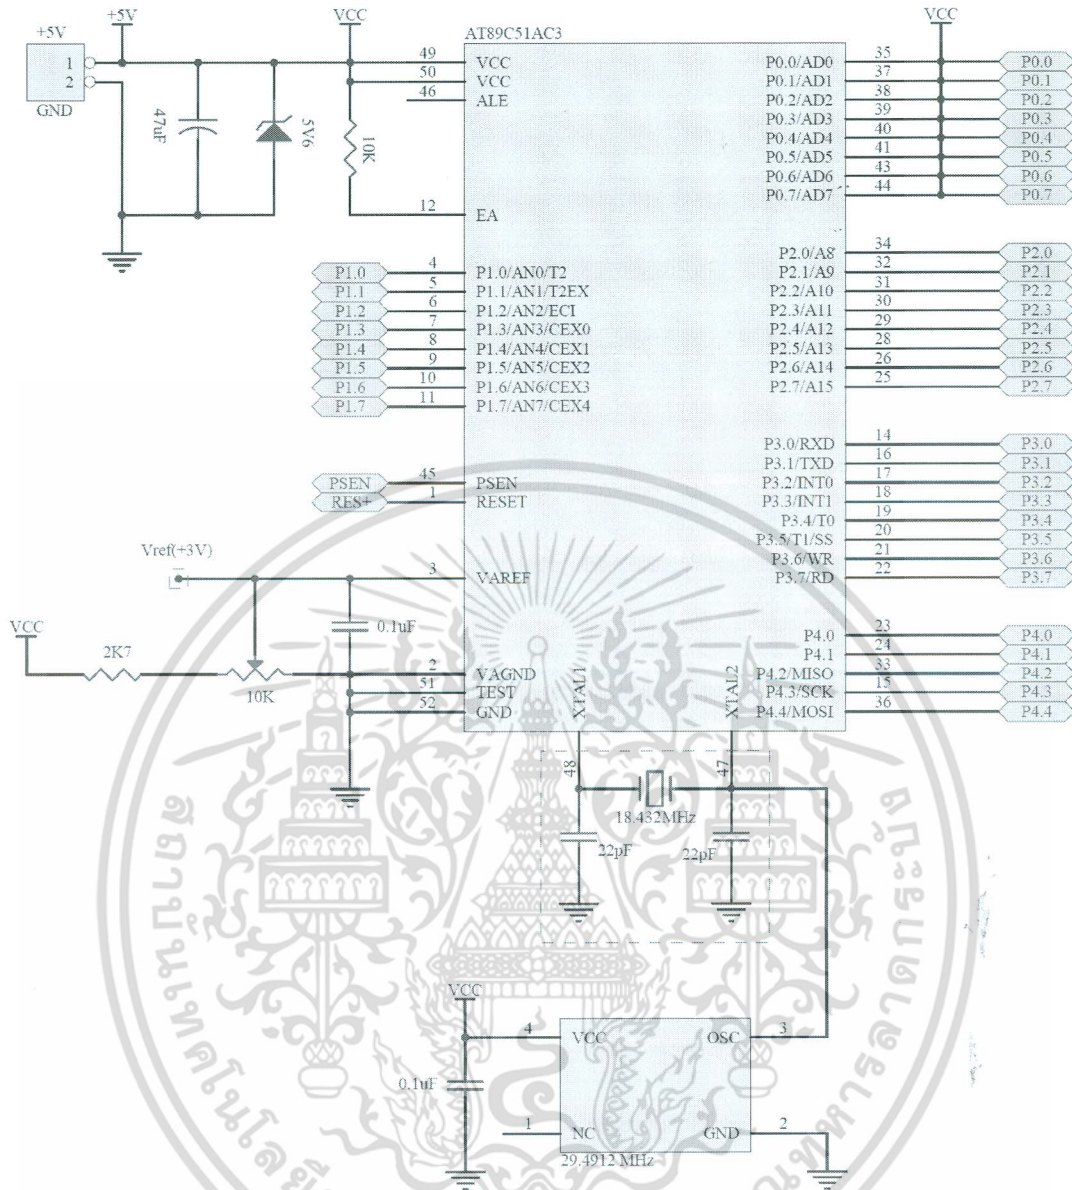 +5V
1
2
GND
+5V
47uF
5V6
VCC
10K
AT89C51AC3
49 VCC
50 VCC
46 ALE
12 EA
P1.0 4 P1.0/AN0/T2
P1.1 5 P1.1/AN1/T2EX
P1.2 6 P1.2/AN2/ECI
P1.3 7 P1.3/AN3/CEX0
P1.4 8 P1.4/AN4/CEX1
P1.5 9 P1.5/AN5/CEX2
P1.6 10 P1.6/AN6/CEX3
P1.7 11 P1.7/AN7/CEX4
PSEN 45 PSEN
RES+ 1 RESET
Vref(+3V)
3 VAREF
0.1uF
VCC
2K7
10K
2 VAGND
51 TEST
52 GND
VCC
P0.0/AD0 35 P0.0
P0.1/AD1 37 P0.1
P0.2/AD2 38 P0.2
P0.3/AD3 39 P0.3
P0.4/AD4 40 P0.4
P0.5/AD5 41 P0.5
P0.6/AD6 43 P0.6
P0.7/AD7 44 P0.7
P2.0/A8 34 P2.0
P2.1/A9 32 P2.1
P2.2/A10 31 P2.2
P2.3/A11 30 P2.3
P2.4/A12 29 P2.4
P2.5/A13 28 P2.5
P2.6/A14 26 P2.6
P2.7/A15 25 P2.7
P3.0/RXD 14 P3.0
P3.1/TXD 16 P3.1
P3.2/INT0 17 P3.2
P3.3/INT1 18 P3.3
P3.4/T0 19 P3.4
P3.5/T1/SS 20 P3.5
P3.6/WR 21 P3.6
P3.7/RD 22 P3.7
P4.0 23 P4.0
P4.1 24 P4.1
P4.2/MISO 33 P4.2
P4.3/SCK 15 P4.3
P4.4/MOSI 36 P4.4
XTAL1
XTAL2
48
47
18.432MHz
22pF
22pF
VCC
0.1uF
4 VCC
OSC 3
1 NC
GND 2
29.4912 MHz